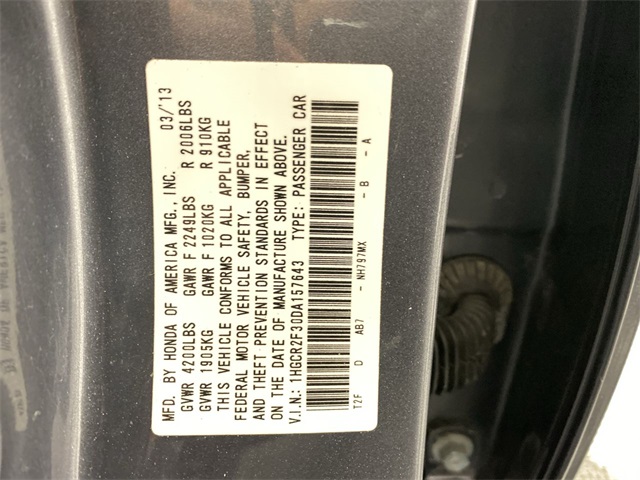 MFD. BY HONDA OF AMERICA MFG., INC. 03/'13
GVWR 4200LBS GAWR F 2249LBS R 2006LBS
GVWR 1905KG GAWR F 1020KG R 910KG
THIS VEHICLE CONFORMS TO ALL APPLICABLE
FEDERAL MOTOR VEHICLE SAFETY, BUMPER,
AND THEFT PREVENTION STANDARDS IN EFFECT
ON THE DATE OF MANUFACTURE SHOWN ABOVE.
V.I.N.: 1HGCR2F30DA157643 TYPE: PASSENGER CAR
T2F D AB7 - NH797MX - B - A